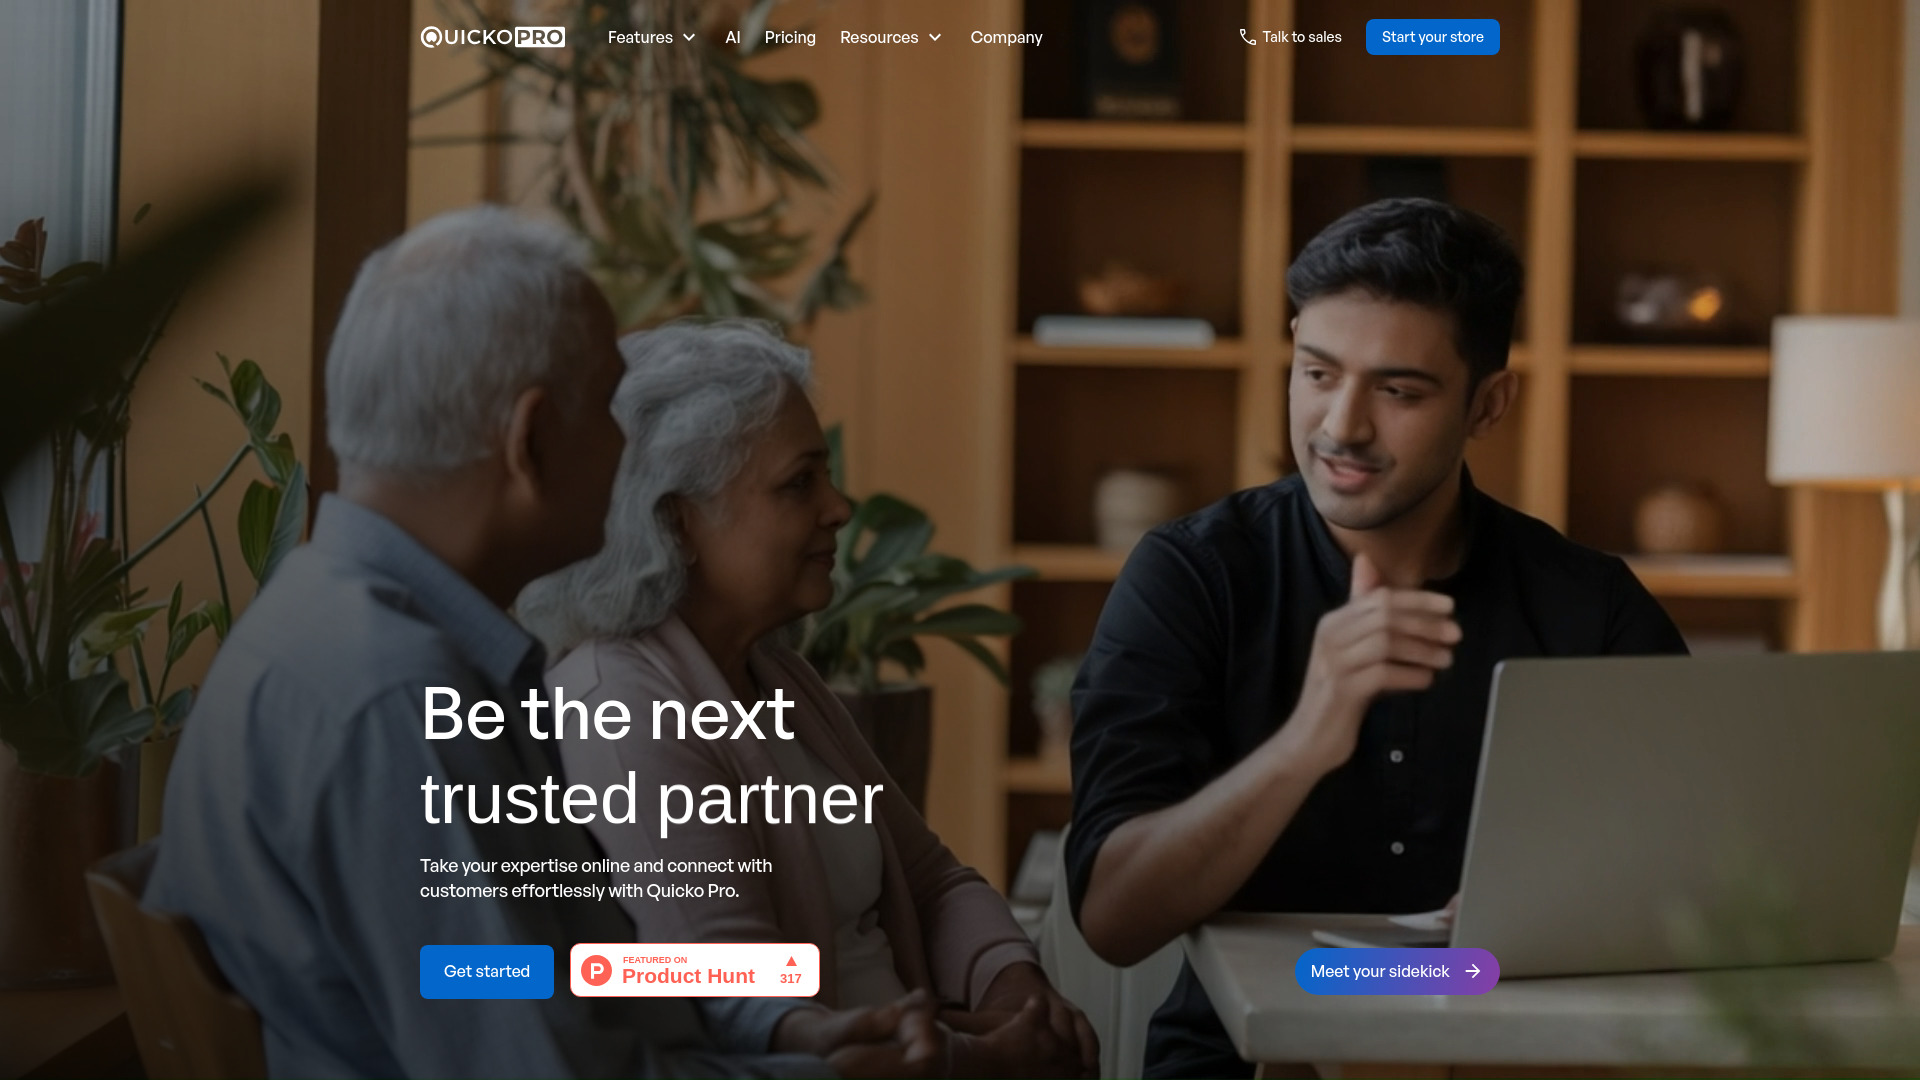 QUICKO PRO
Features
AI
Pricing
Resources
Company
Talk to sales
Start your store
Be the next
trusted partner
Take your expertise online and connect with
customers effortlessly with Quicko Pro.
Get started
FEATURED ON
Product Hunt
317
Meet your sidekick